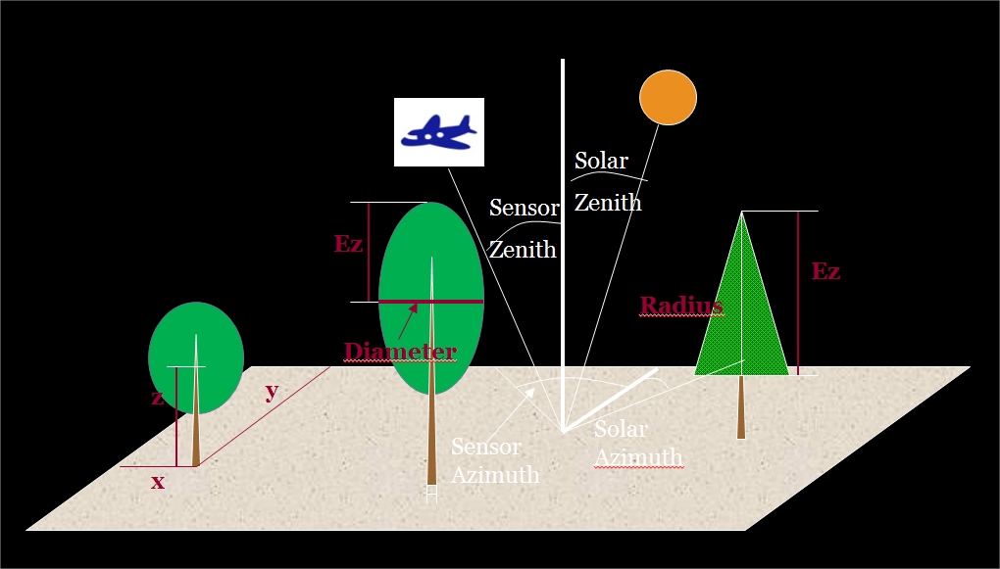 Solar
Zenith
Sensor
Zenith
Ez
Ez
Radius
Diameter
z
y
x
Solar
Azimuth
Sensor
Azimuth